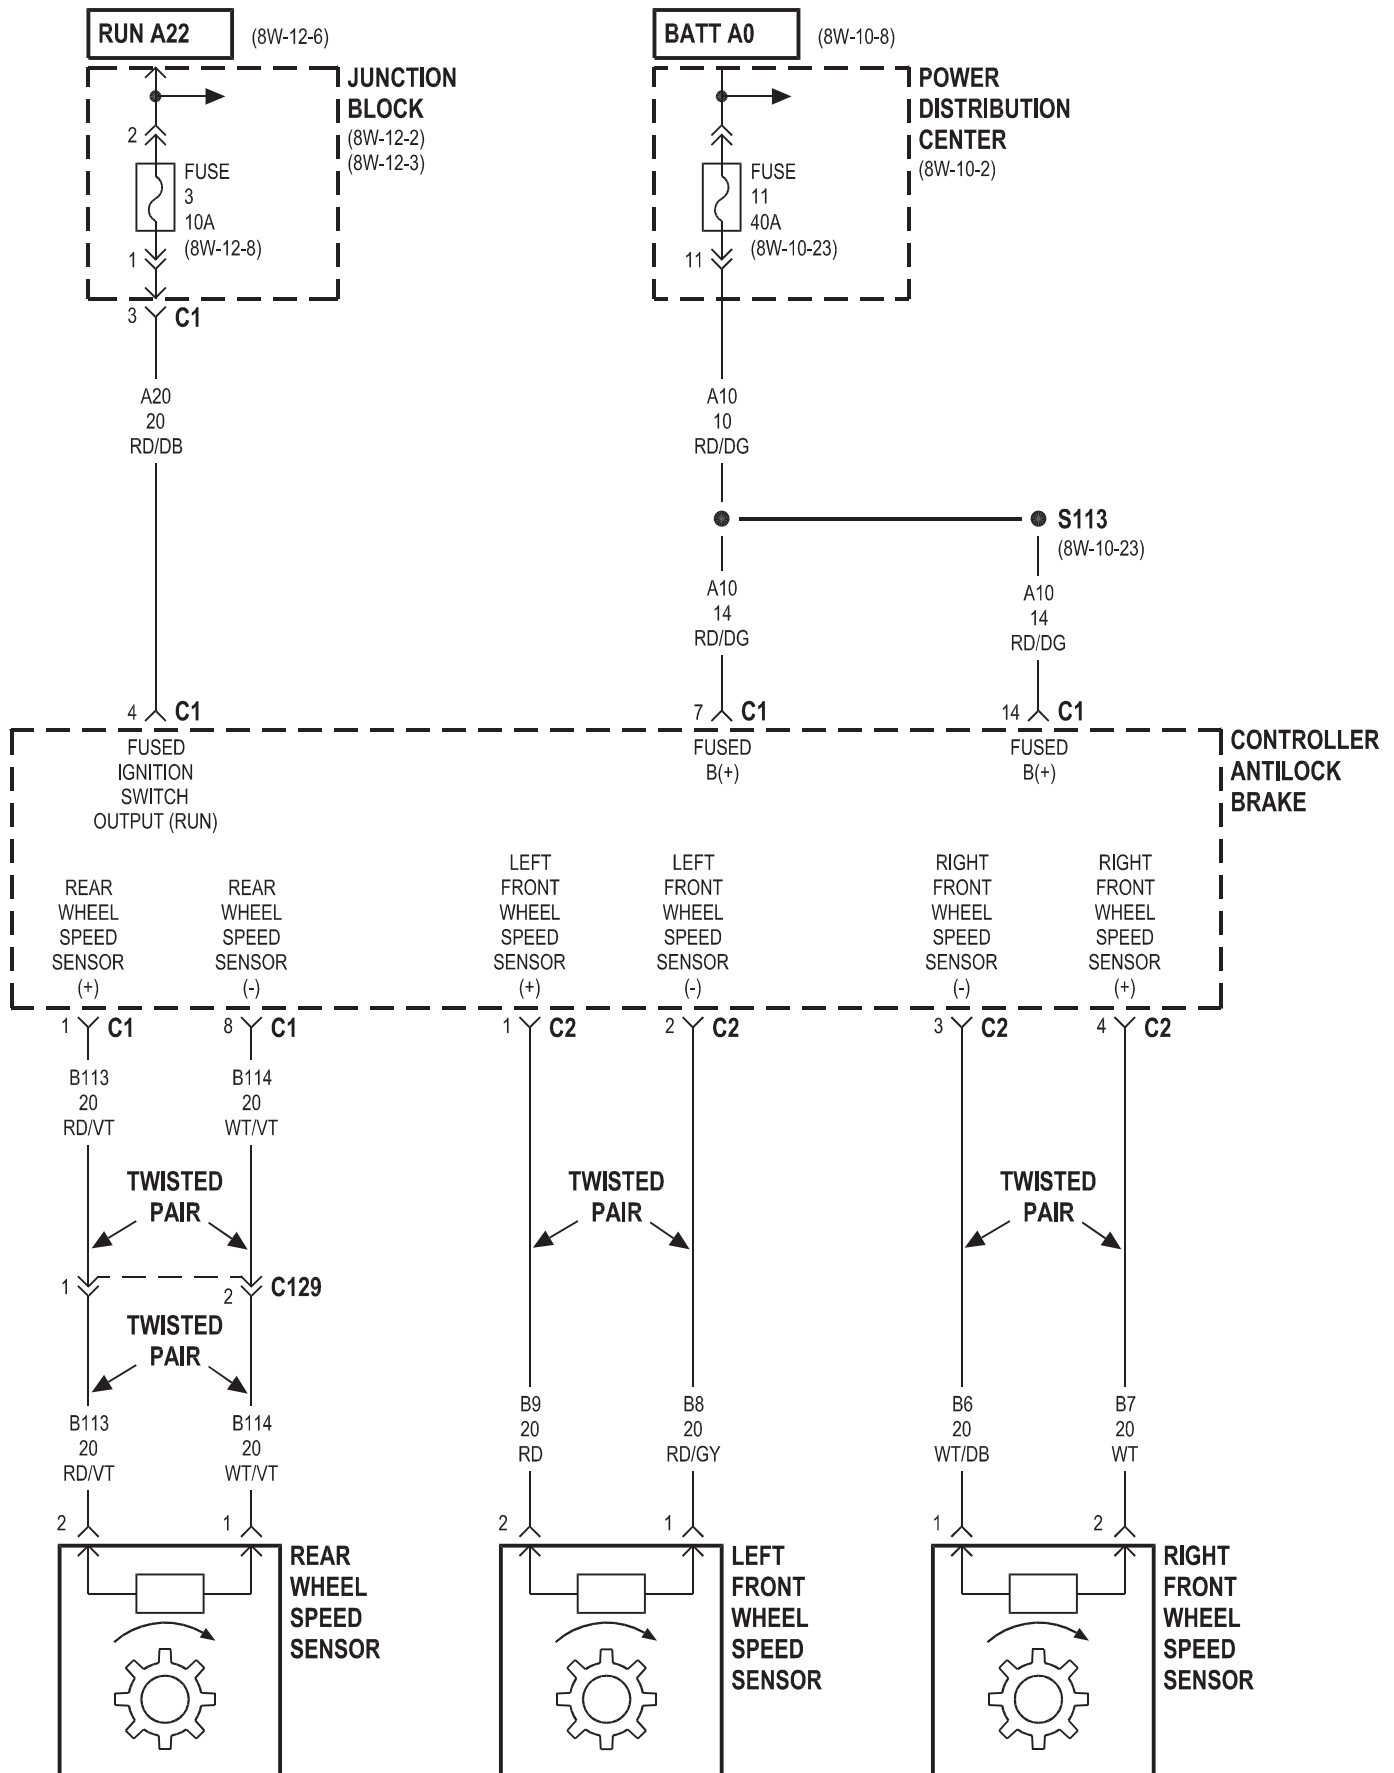 RUN A22
(8W-12-6)
BATT A0
(8W-10-8)
JUNCTION
BLOCK
(8W-12-2)
(8W-12-3)
2
FUSE
3
10A
(8W-12-8)
1
3
C1
POWER
DISTRIBUTION
CENTER
(8W-10-2)
FUSE
11
40A
(8W-10-23)
11
A20
20
RD/DB
A10
10
RD/DG
S113
(8W-10-23)
A10
14
RD/DG
A10
14
RD/DG
4
C1
7
C1
14
C1
CONTROLLER
ANTILOCK
BRAKE
FUSED
IGNITION
SWITCH
OUTPUT (RUN)
FUSED
B(+)
FUSED
B(+)
REAR
WHEEL
SPEED
SENSOR
(+)
REAR
WHEEL
SPEED
SENSOR
(-)
LEFT
FRONT
WHEEL
SPEED
SENSOR
(+)
LEFT
FRONT
WHEEL
SPEED
SENSOR
(-)
RIGHT
FRONT
WHEEL
SPEED
SENSOR
(-)
RIGHT
FRONT
WHEEL
SPEED
SENSOR
(+)
1
C1
8
C1
1
C2
2
C2
3
C2
4
C2
B113
20
RD/VT
B114
20
WT/VT
TWISTED
PAIR
TWISTED
PAIR
TWISTED
PAIR
1
2
C129
TWISTED
PAIR
B113
20
RD/VT
B114
20
WT/VT
B9
20
RD
B8
20
RD/GY
B6
20
WT/DB
B7
20
WT
2
1
2
1
1
2
REAR
WHEEL
SPEED
SENSOR
LEFT
FRONT
WHEEL
SPEED
SENSOR
RIGHT
FRONT
WHEEL
SPEED
SENSOR